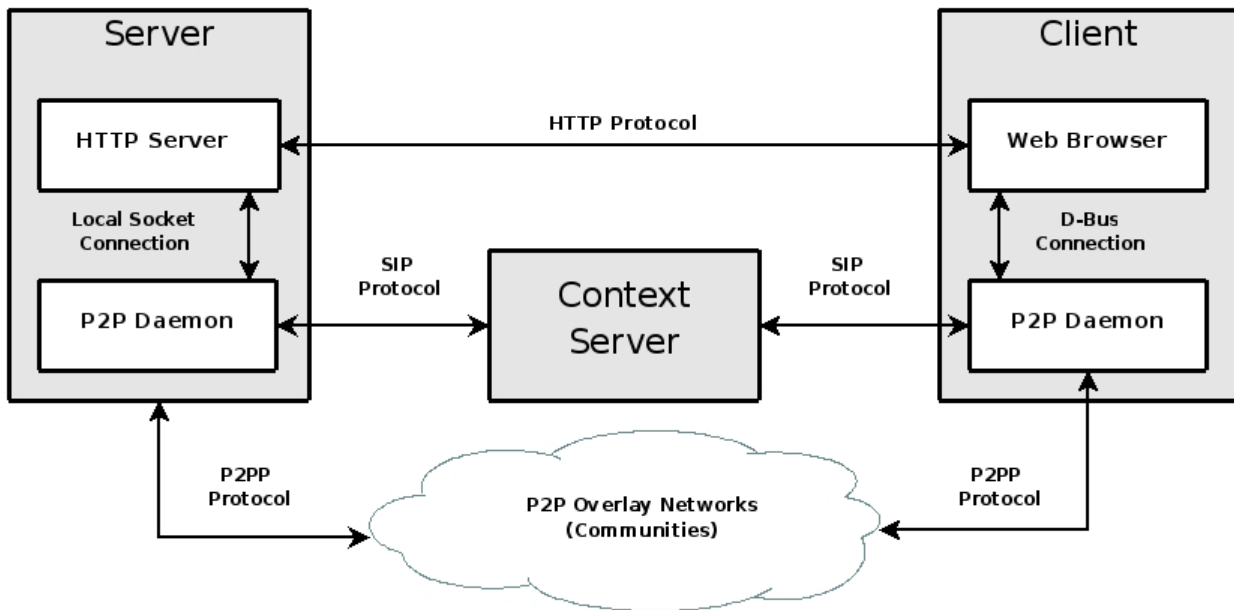 Server
Client
HTTP Server
HTTP Protocol
Web Browser
Local Socket
Connection
D-Bus
Connection
SIP
Protocol
SIP
Protocol
P2P Daemon
Context
Server
P2P Daemon
P2PP
Protocol
P2P Overlay Networks
(Communities)
P2PP
Protocol